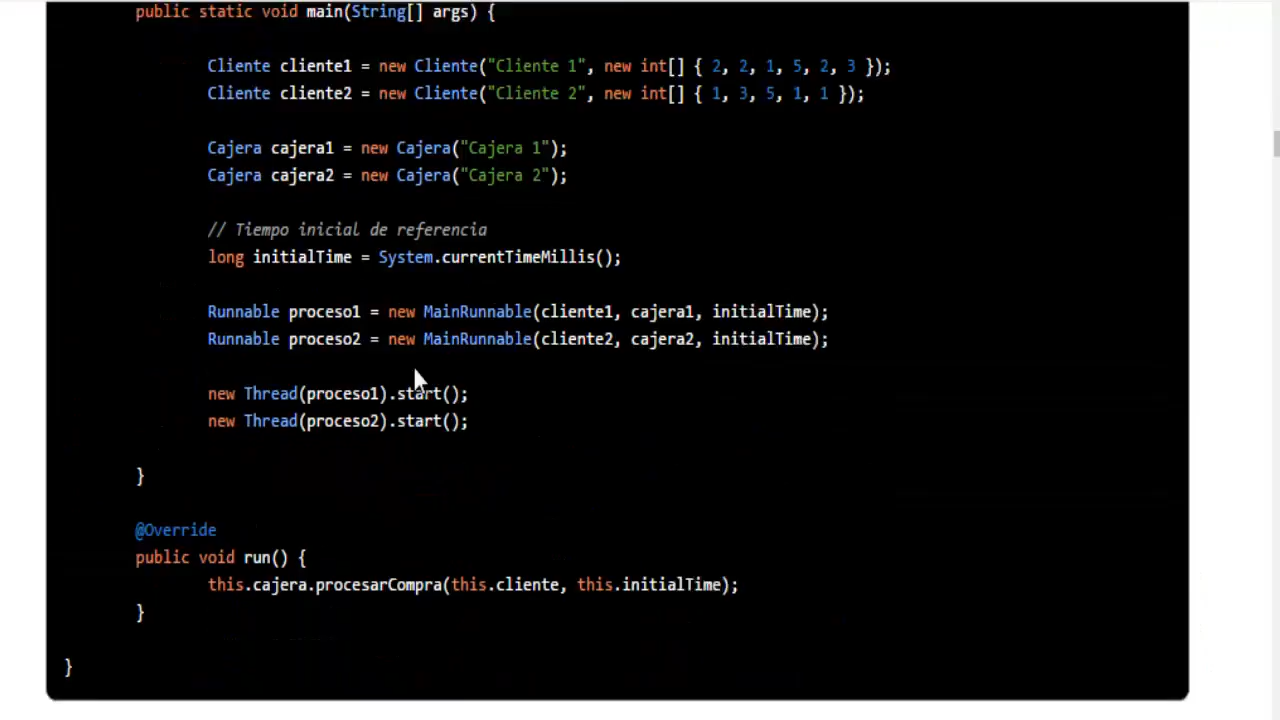 public static void main(String[] args) {
Cliente cliente1 = new Cliente("Cliente 1", new int[] { 2, 2, 1, 5, 2, 3 });
Cliente cliente2 = new Cliente("Cliente 2", new int[] { 1, 3, 5, 1, 1 });
Cajera cajera1 = new Cajera("Cajera 1");
Cajera cajera2 = new Cajera("Cajera 2");
// Tiempo inicial de referencia
long initialTime = System.currentTimeMillis();
Runnable proceso1 = new MainRunnable(cliente1, cajera1, initialTime);
Runnable proceso2 = new MainRunnable(cliente2, cajera2, initialTime);
new Thread(proceso1).start();
new Thread(proceso2).start();
}
@Override
public void run() {
this.cajera.procesarCompra(this.cliente, this.initialTime);
}
}